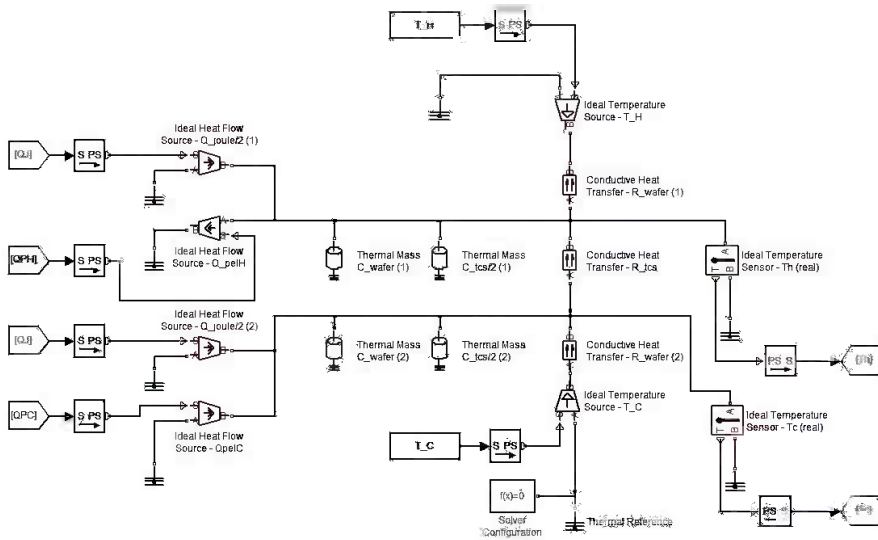 S PS
Ideal Temperature
Source - T_H
Ideal Heat Flow
Source - Q_joule/2 (1)
[QJ]
S PS
Conductive Heat
Transfer - R_wafer (1)
[QPH]
S PS
Ideal Heat Flow
Source - Q_pelH
Thermal Mass
C_wafer (1)
Thermal Mass
C_tcs/2 (1)
Conductive Heat
Transfer - R_tcs
Ideal Temperature
Sensor - Th (real)
T
B
A
Ideal Heat Flow
Source - Q_joule/2 (2)
[QJ]
S PS
Thermal Mass
C_wafer (2)
Thermal Mass
C_tcs/2 (2)
Conductive Heat
Transfer - R_wafer (2)
PS S
[QPC]
S PS
Ideal Heat Flow
Source - QpelC
Ideal Temperature
Source - T_C
Ideal Temperature
Sensor - Tc (real)
T
B
A
T_C
S PS
f(x)=0
Solver
Configuration
Thermal Reference
PS